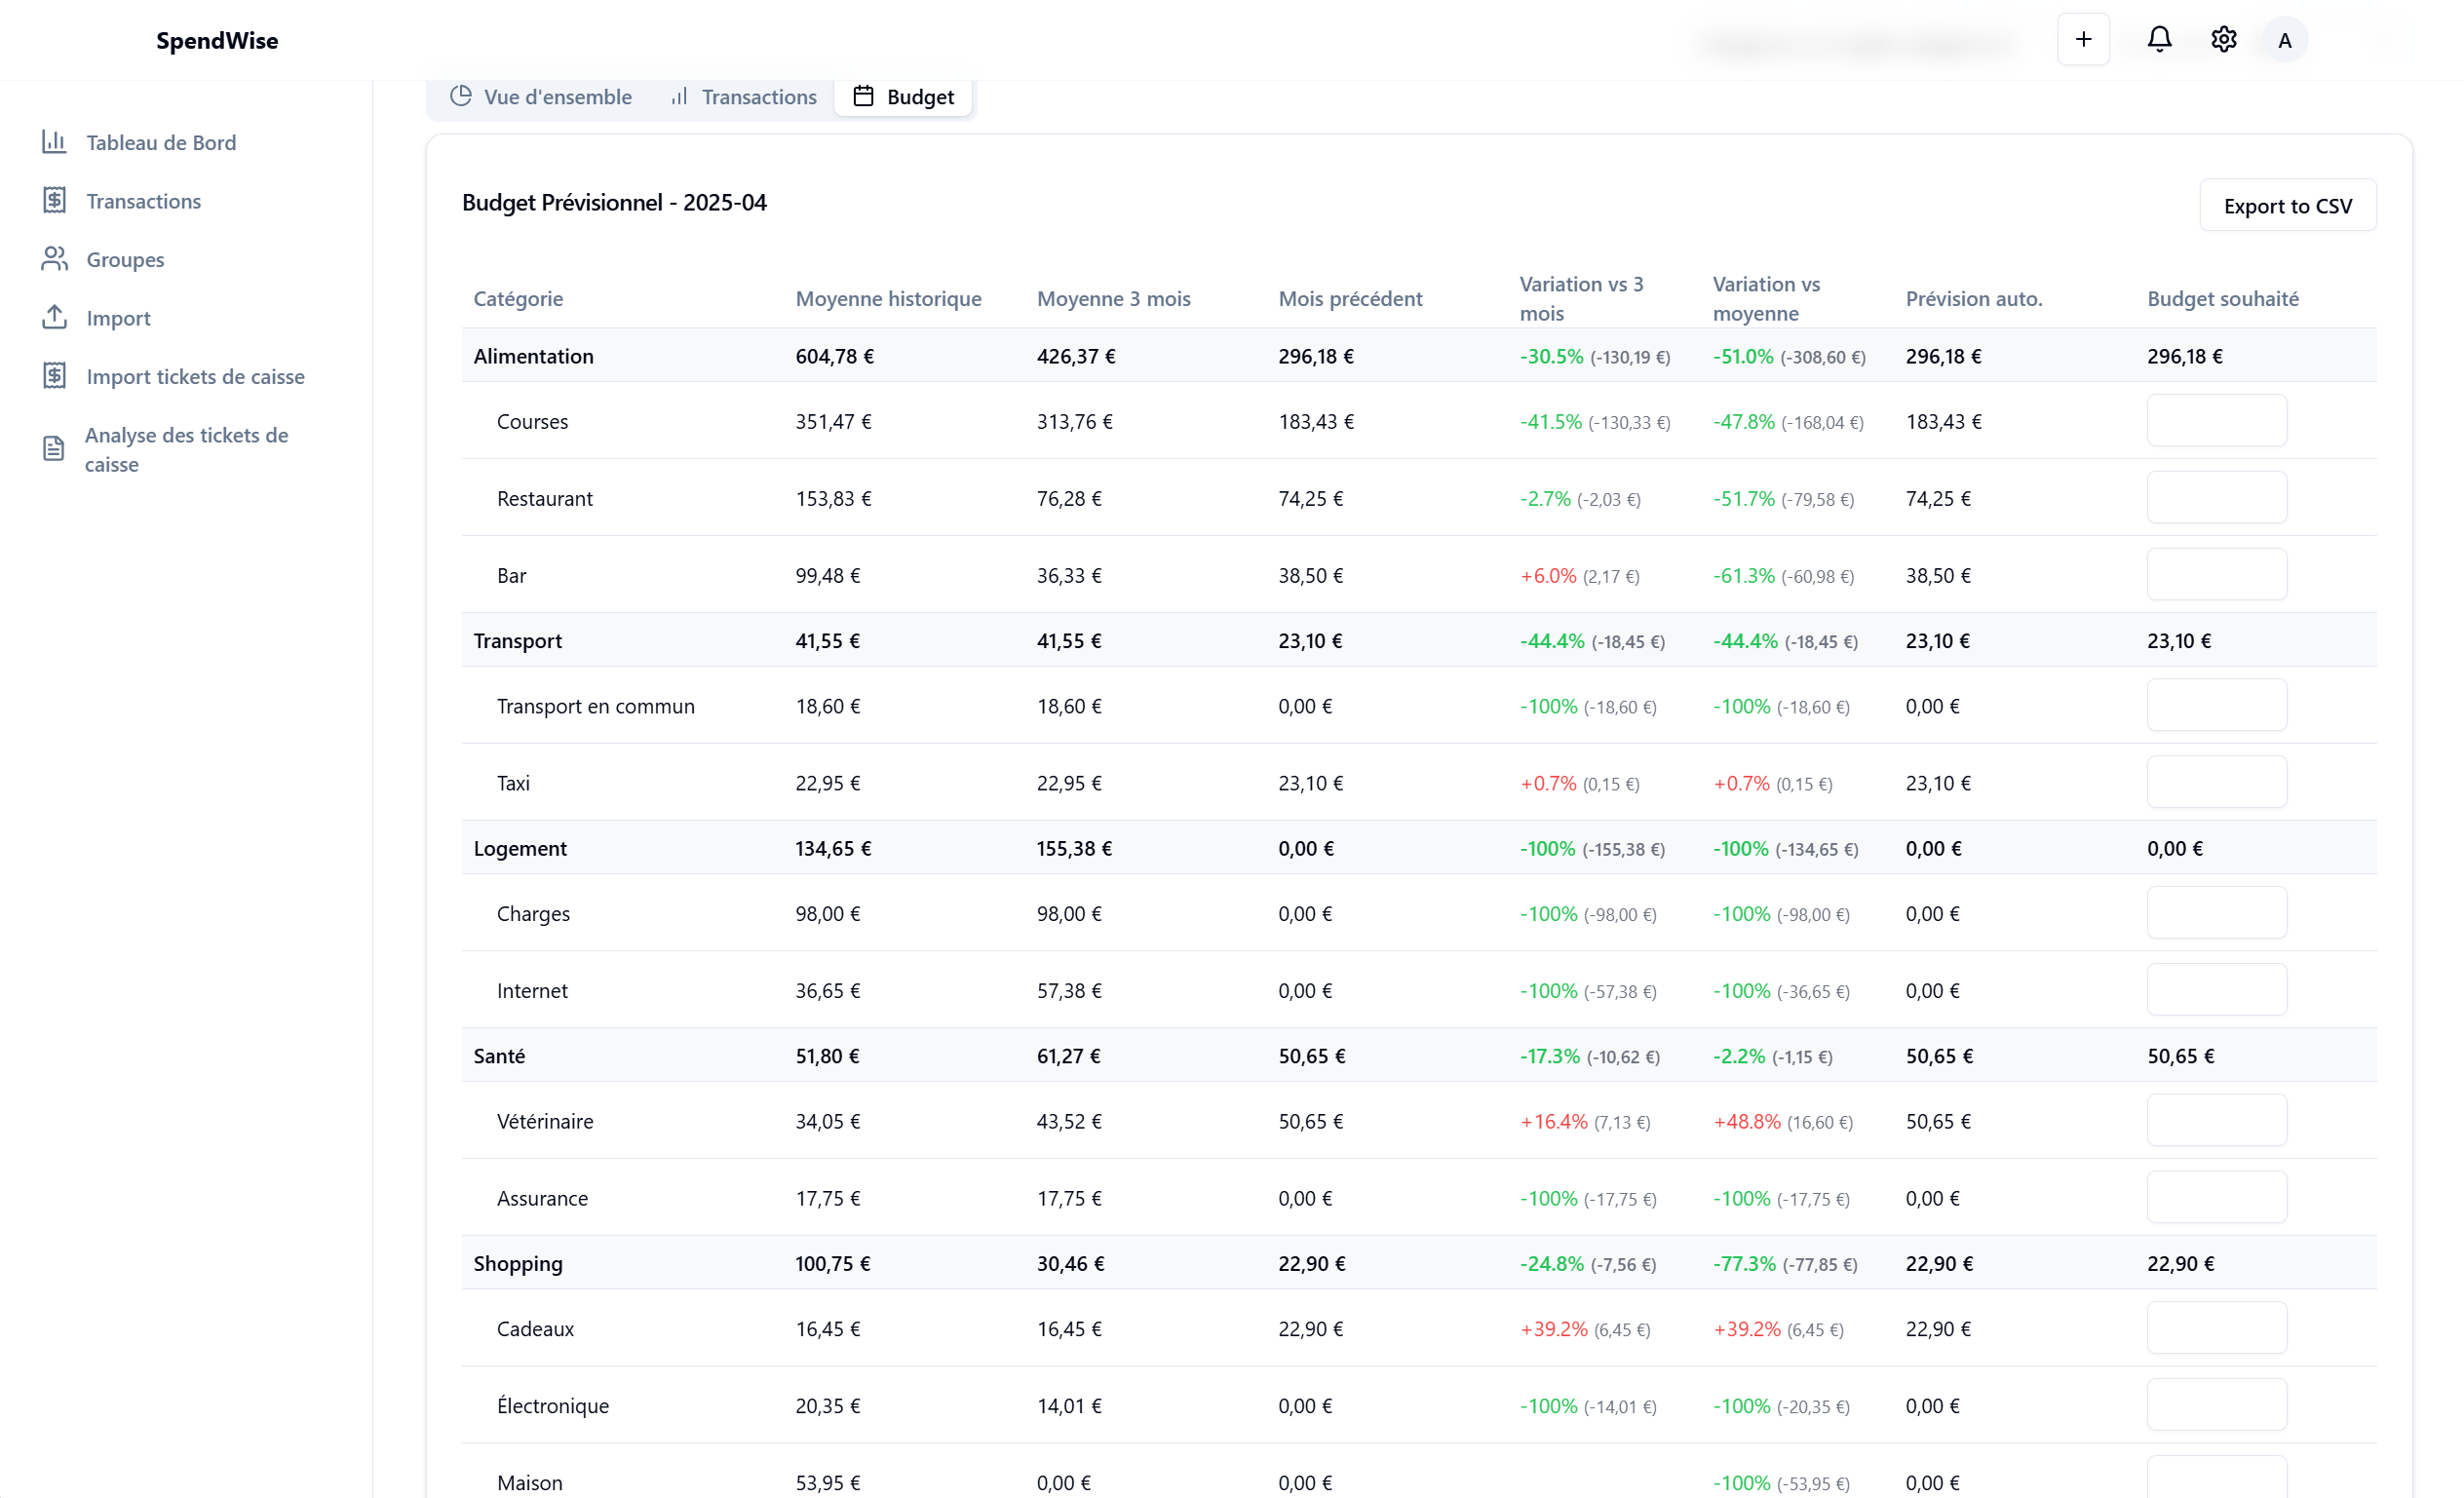 SpendWise
A
Vue d'ensemble Transactions Budget
Tableau de Bord
Transactions
Groupes
Import
Import tickets de caisse
Analyse des tickets de
caisse
Budget Prévisionnel - 2025-04
Export to CSV
Catégorie Moyenne historique Moyenne 3 mois Mois précédent Variation vs 3 mois Variation vs moyenne Prévision auto. Budget souhaité
Alimentation 604,78 € 426,37 € 296,18 € -30.5% (-130,19 €) -51.0% (-308,60 €) 296,18 € 296,18 €
Courses 351,47 € 313,76 € 183,43 € -41.5% (-130,33 €) -47.8% (-168,04 €) 183,43 €
Restaurant 153,83 € 76,28 € 74,25 € -2.7% (-2,03 €) -51.7% (-79,58 €) 74,25 €
Bar 99,48 € 36,33 € 38,50 € +6.0% (2,17 €) -61.3% (-60,98 €) 38,50 €
Transport 41,55 € 41,55 € 23,10 € -44.4% (-18,45 €) -44.4% (-18,45 €) 23,10 € 23,10 €
Transport en commun 18,60 € 18,60 € 0,00 € -100% (-18,60 €) -100% (-18,60 €) 0,00 €
Taxi 22,95 € 22,95 € 23,10 € +0.7% (0,15 €) +0.7% (0,15 €) 23,10 €
Logement 134,65 € 155,38 € 0,00 € -100% (-155,38 €) -100% (-134,65 €) 0,00 € 0,00 €
Charges 98,00 € 98,00 € 0,00 € -100% (-98,00 €) -100% (-98,00 €) 0,00 €
Internet 36,65 € 57,38 € 0,00 € -100% (-57,38 €) -100% (-36,65 €) 0,00 €
Santé 51,80 € 61,27 € 50,65 € -17.3% (-10,62 €) -2.2% (-1,15 €) 50,65 € 50,65 €
Vétérinaire 34,05 € 43,52 € 50,65 € +16.4% (7,13 €) +48.8% (16,60 €) 50,65 €
Assurance 17,75 € 17,75 € 0,00 € -100% (-17,75 €) -100% (-17,75 €) 0,00 €
Shopping 100,75 € 30,46 € 22,90 € -24.8% (-7,56 €) -77.3% (-77,85 €) 22,90 € 22,90 €
Cadeaux 16,45 € 16,45 € 22,90 € +39.2% (6,45 €) +39.2% (6,45 €) 22,90 €
Électronique 20,35 € 14,01 € 0,00 € -100% (-14,01 €) -100% (-20,35 €) 0,00 €
Maison 53,95 € 0,00 € 0,00 € -100% (-53,95 €) 0,00 €